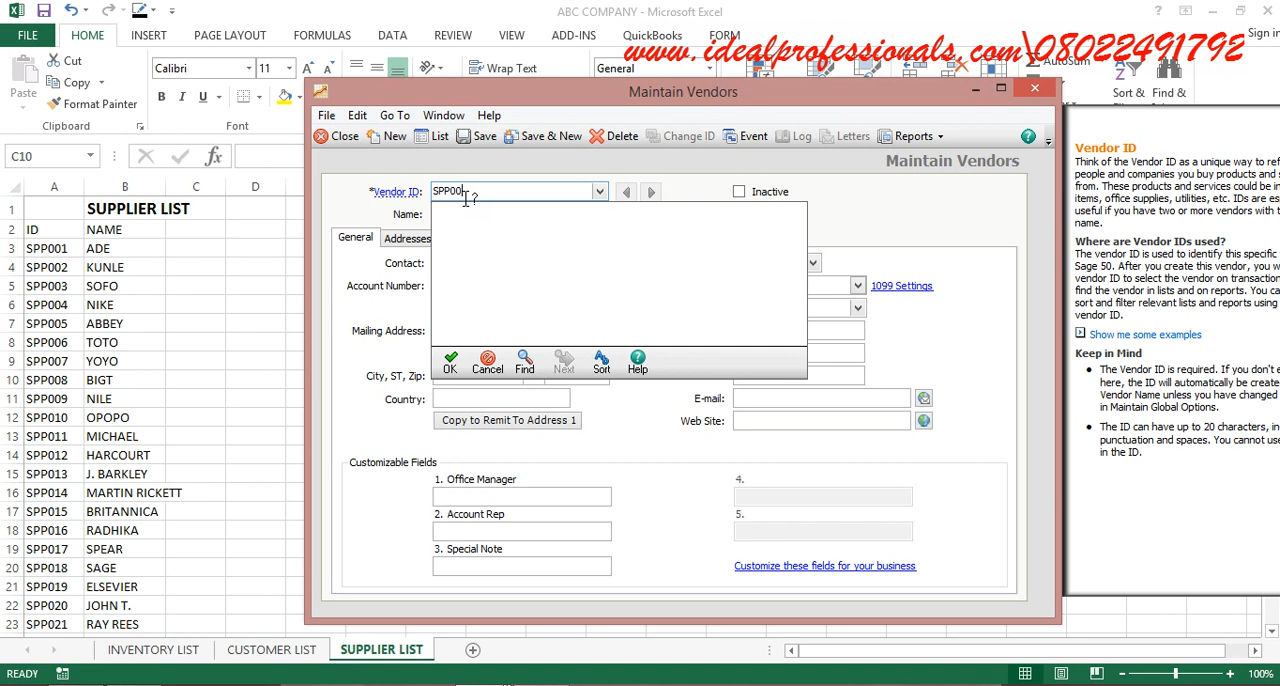 ABC COMPANY - Microsoft Excel
FILE HOME INSERT PAGE LAYOUT FORMULAS DATA REVIEW VIEW ADD-INS QuickBooks FORM Sign in
www.idealprofessionals.com\08022491792
Cut
Copy
Format Painter
Paste
Clipboard
Calibri 11
B I U
Font
Wrap Text
General
AutoSum
Sort & Find &
C10
fx
A B C D
1 SUPPLIER LIST
2 ID NAME
3 SPP001 ADE
4 SPP002 KUNLE
5 SPP003 SOFO
6 SPP004 NIKE
7 SPP005 ABBEY
8 SPP006 TOTO
9 SPP007 YOYO
10 SPP008 BIGT
11 SPP009 NILE
12 SPP010 OPOPO
13 SPP011 MICHAEL
14 SPP012 HARCOURT
15 SPP013 J. BARKLEY
16 SPP014 MARTIN RICKETT
17 SPP015 BRITANNICA
18 SPP016 RADHIKA
19 SPP017 SPEAR
20 SPP018 SAGE
21 SPP019 ELSEVIER
22 SPP020 JOHN T.
23 SPP021 RAY REES
Maintain Vendors
File Edit Go To Window Help
Close New List Save Save & New Delete Change ID Event Log Letters Reports
Maintain Vendors
*Vendor ID: SPP00 Inactive
Name:
General Addresses
Contact:
Account Number: 1099 Settings
Mailing Address:
OK Cancel Find Next Sort Help
City, ST, Zip:
Country: E-mail:
Copy to Remit To Address 1 Web Site:
Customizable Fields
1. Office Manager 4.
2. Account Rep 5.
3. Special Note
Customize these fields for your business
Vendor ID
Think of the Vendor ID as a unique way to ref
people and companies you buy products and s
from. These products and services could be in
items, office supplies, utilities, etc. IDs are es
useful if you have two or more vendors with t
name.
Where are Vendor IDs used?
The vendor ID is used to identify this specific
Sage 50. After you create this vendor, you w
vendor ID to select the vendor on transaction
find the vendor in lists and on reports. You ca
sort and filter relevant lists and reports using
vendor ID.
Show me some examples
Keep in Mind
The Vendor ID is required. If you don't e
here, the ID will automatically be create
Vendor Name unless you have changed
in Maintain Global Options.
The ID can have up to 20 characters, in
punctuation and spaces. You cannot use
in the ID.
INVENTORY LIST CUSTOMER LIST SUPPLIER LIST
READY 100%